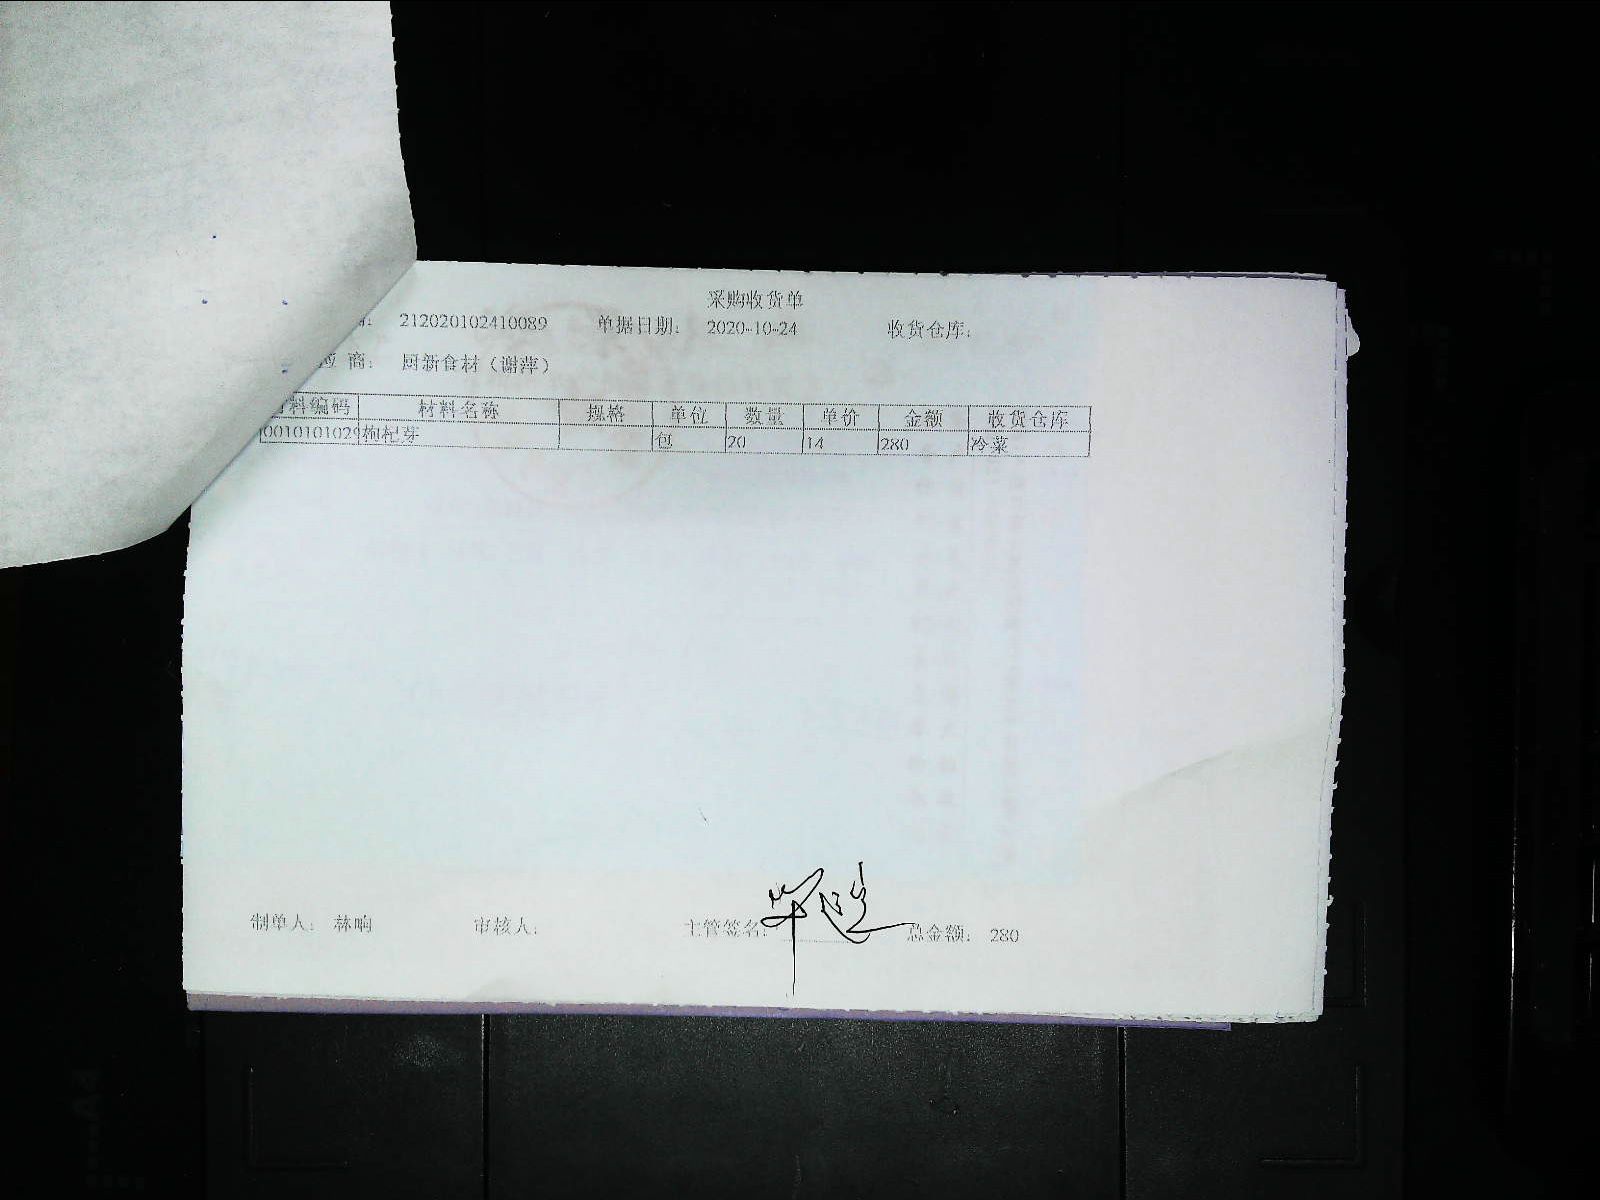 采购收货单
212020102410089 单据日期: 2020-10-24 收货仓库:
商: 厨新食材（谢萍）
料编码 材料名称 规格 单位 数量 单价 金额 收货仓库
0010101029 枸杞芽 包 20 14 280 冷菜
制单人: 林响 审核人: 主管签名: 总金额: 280